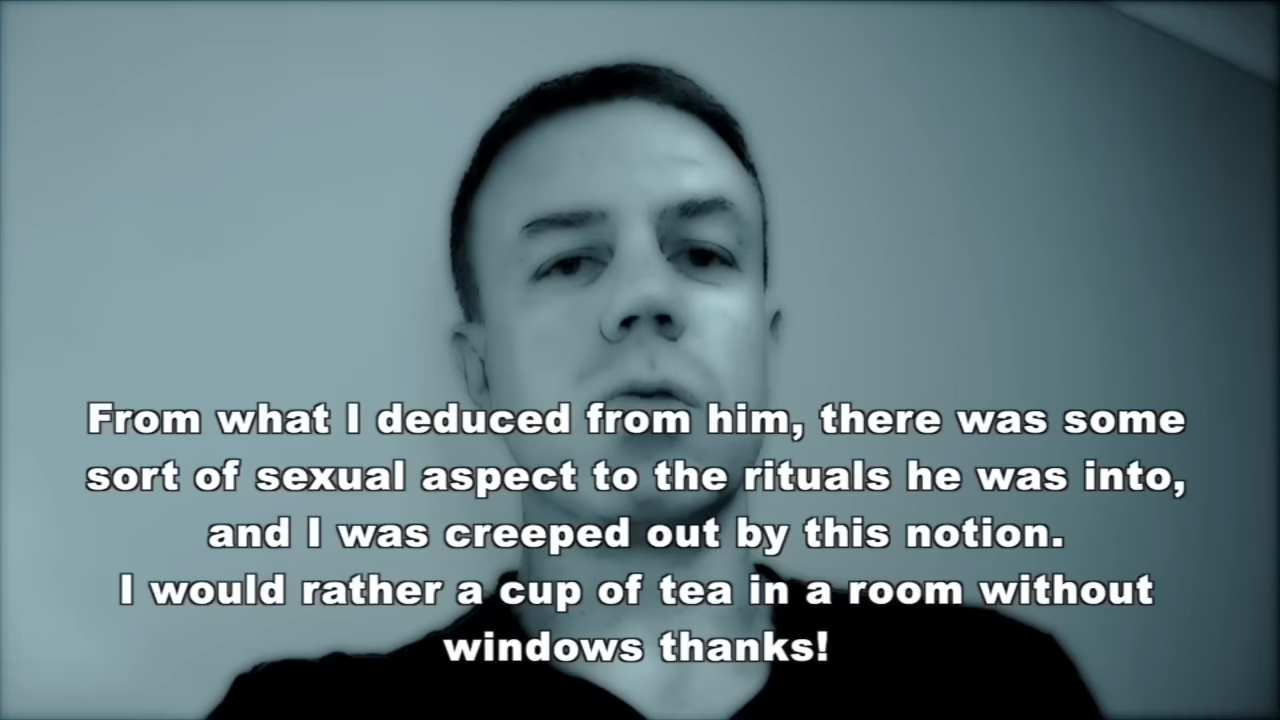 From what I deduced from him, there was some
sort of sexual aspect to the rituals he was into,
and I was creeped out by this notion.
I would rather a cup of tea in a room without
windows thanks!